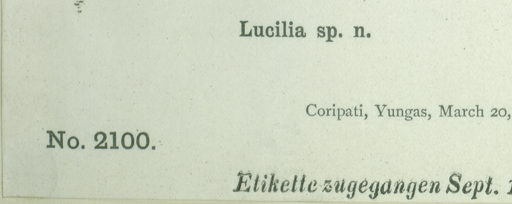 Lucilia sp. n.
Coripati, Yungas, March 20,
No. 2100.
Etikette zugegangen Sept.